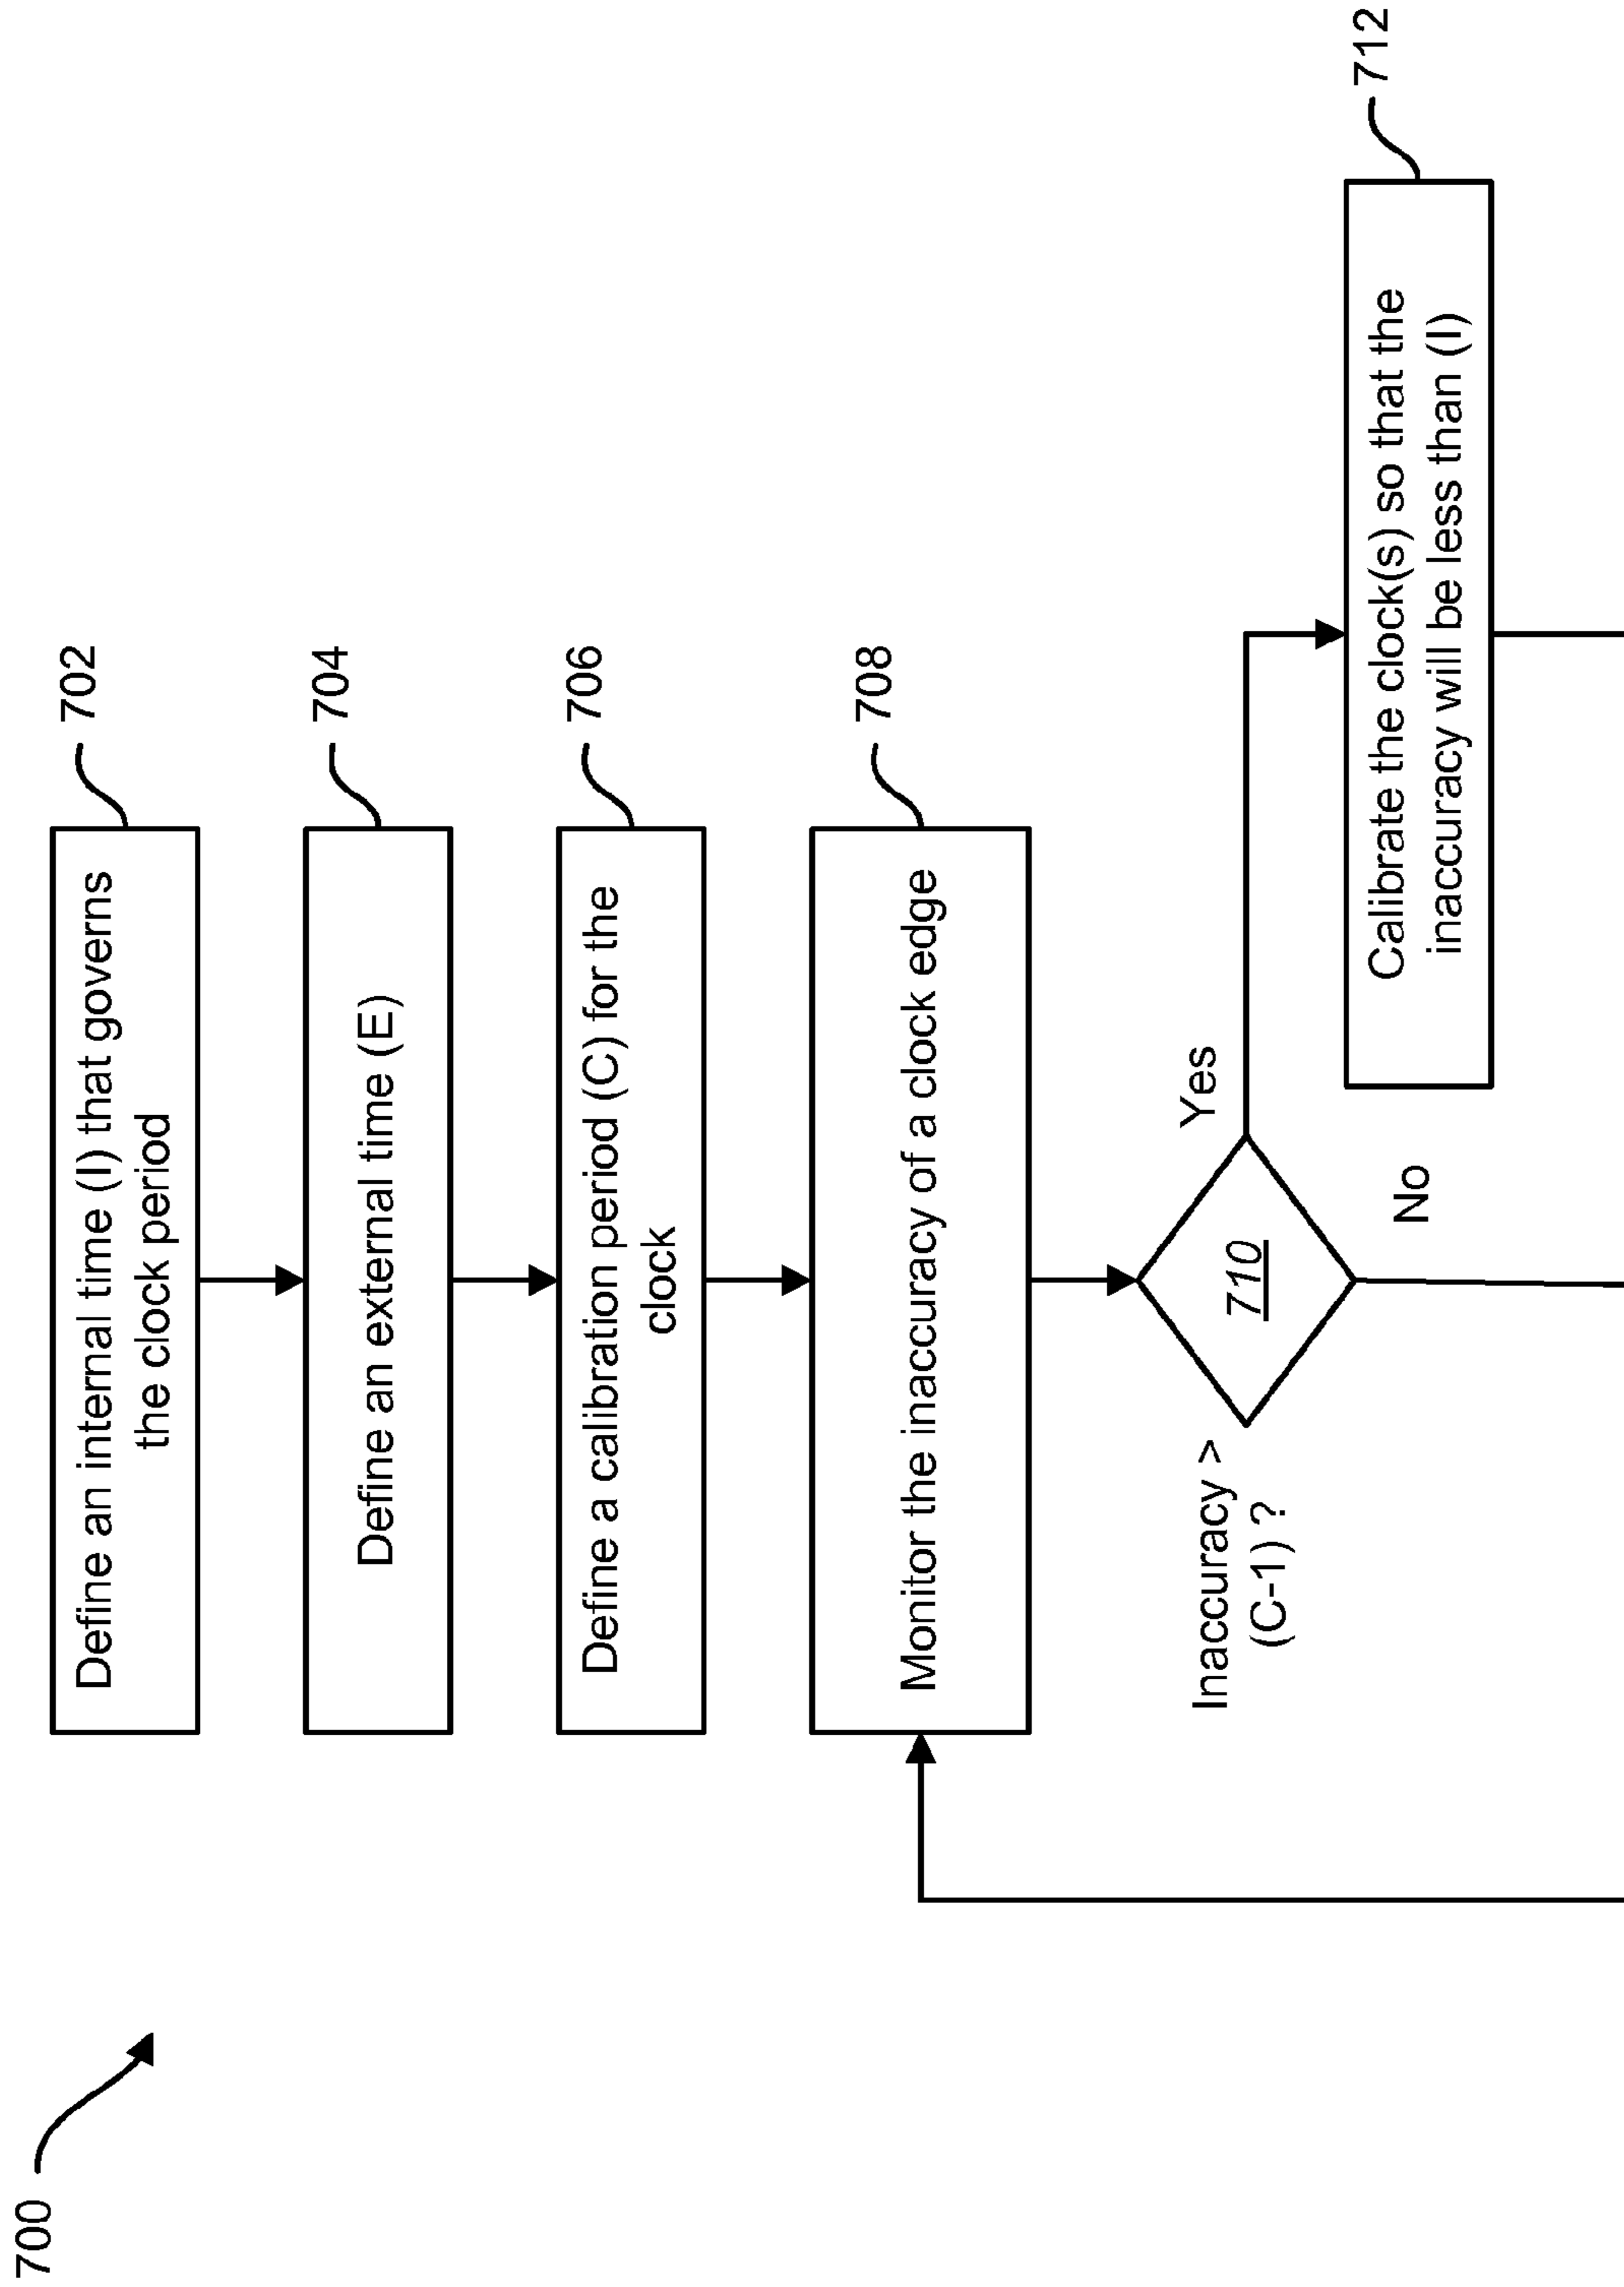 700
Define an internal time (I) that governs
the clock period
702
Define an external time (E)
704
Define a calibration period (C) for the
clock
706
Monitor the inaccuracy of a clock edge
708
Inaccuracy >
(C-1) ?
710
Yes
No
Calibrate the clock(s) so that the
inaccuracy will be less than (I)
712